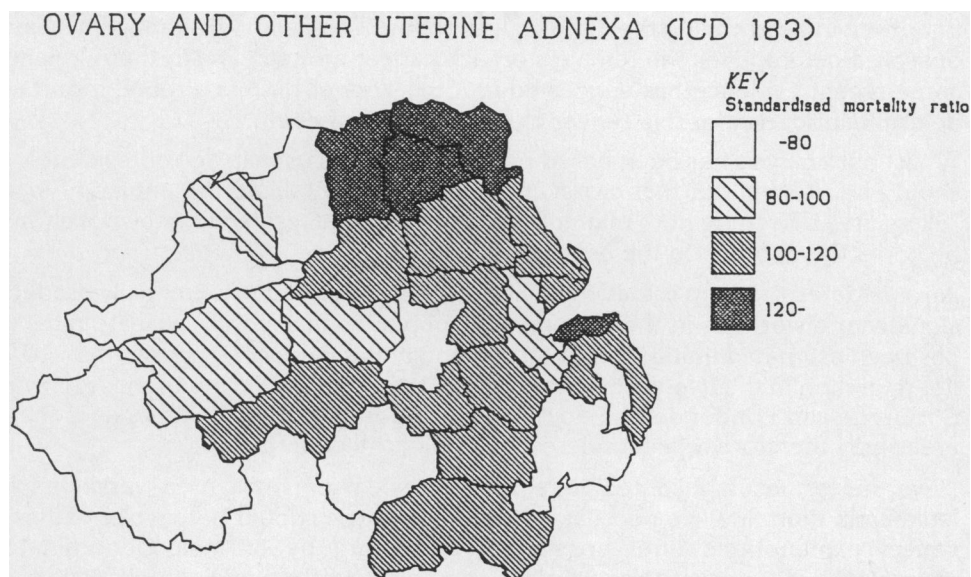 OVARY AND OTHER UTERINE ADNEXA (ICD 183)
KEY
Standardised mortality ratio
-80
80-100
100-120
120-